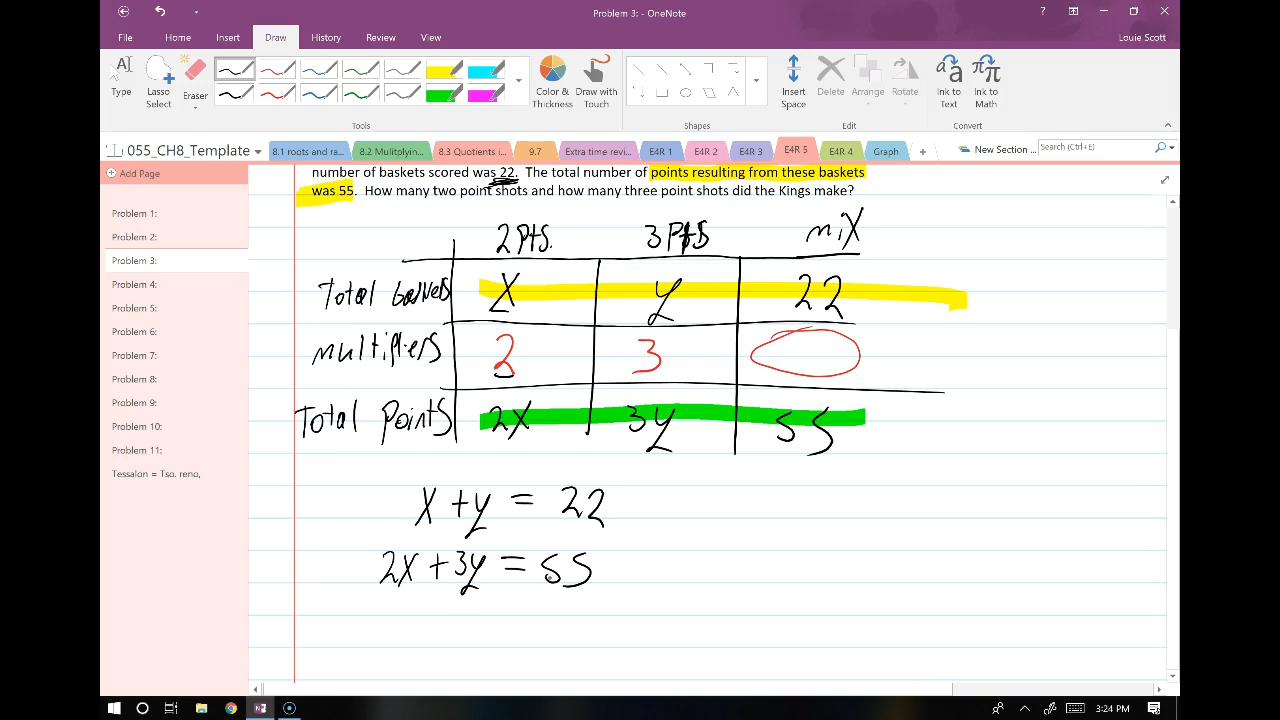 Problem 3: - OneNote
?
File Home Insert Draw History Review View Louie Scott
Type Lasso Select Eraser Color & Thickness Draw with Touch Insert Space Delete Arrange Rotate Ink to Text Ink to Math
Tools Shapes Edit Convert
055_CH8_Template 8.1 roots and ra... 8.2 Mulitplying... 8.3 Quotients i... 9.7 Extra time revi... E4R 1 E4R 2 E4R 3 E4R 5 E4R 4 Graph + New Section... Search (Ctrl+E)
Add Page
Problem 1:
Problem 2:
Problem 3:
Problem 4:
Problem 5:
Problem 6:
Problem 7:
Problem 8:
Problem 9:
Problem 10:
Problem 11:
Tessalon = Tso. reno,
number of baskets scored was 22. The total number of points resulting from these baskets
was 55. How many two point shots and how many three point shots did the Kings make?
2 Pts. 3 Pts mix
Total X y 22
multipliers 2 3
Total Points 2X 3y 55
X + y = 22
2X + 3y = 55
3:24 PM